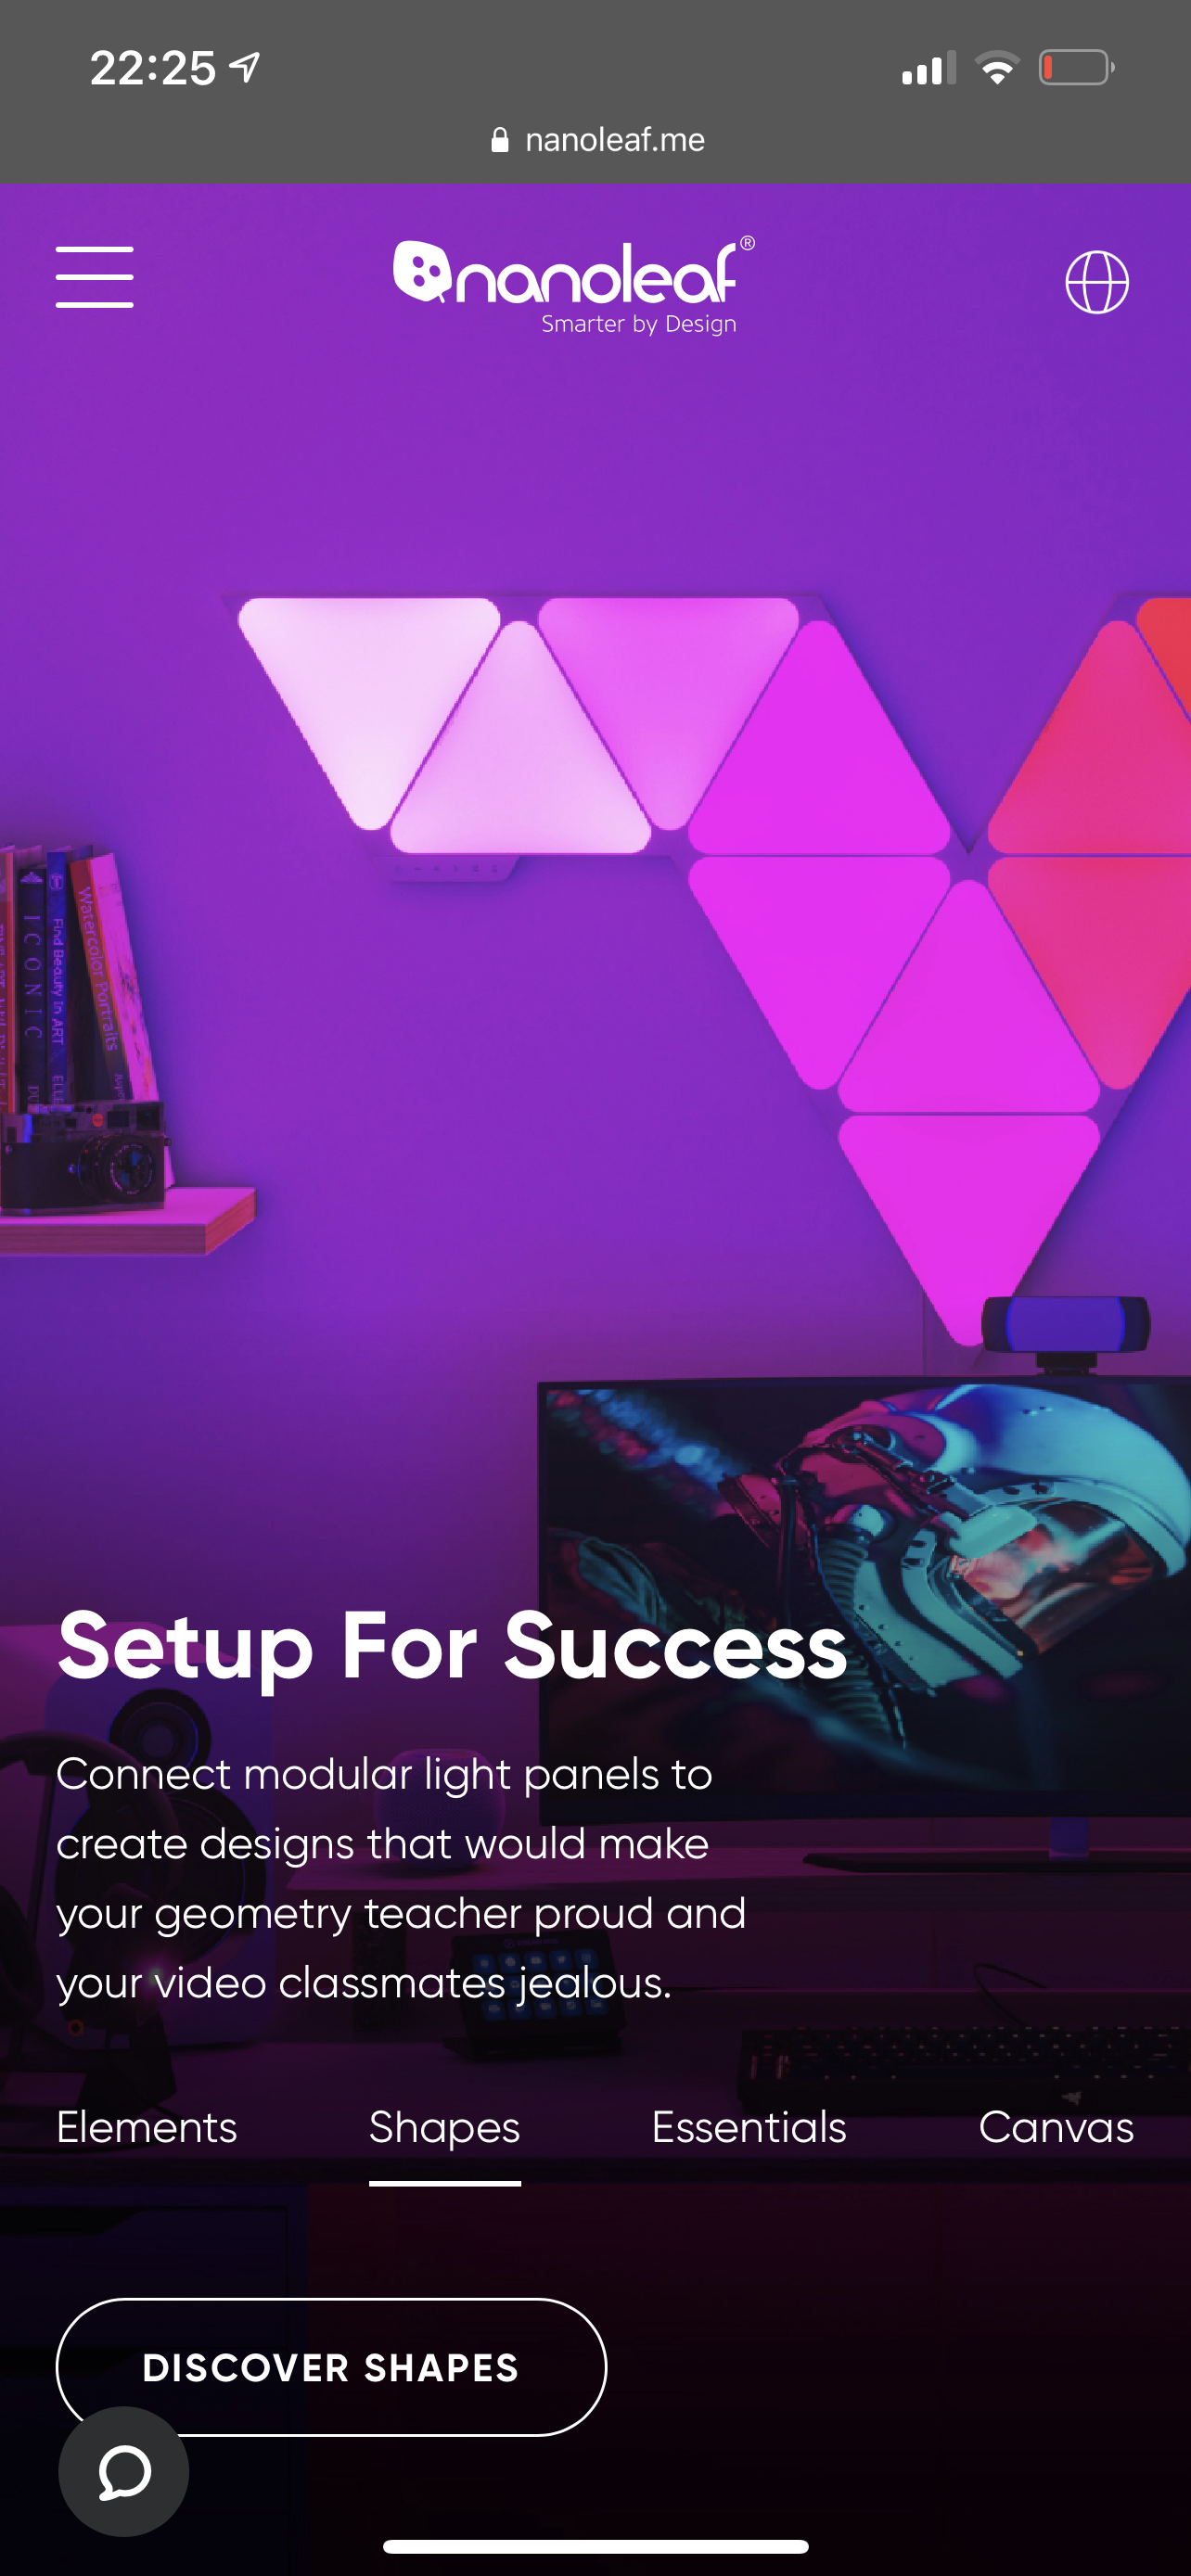 22:25
nanoleaf.me
nanoleaf®
Smarter by Design
ICONIC
Find Beauty In ART
Watercolor Portraits
Setup For Success
Connect modular light panels to
create designs that would make
your geometry teacher proud and
your video classmates jealous.
Elements
Shapes
Essentials
Canvas
DISCOVER SHAPES